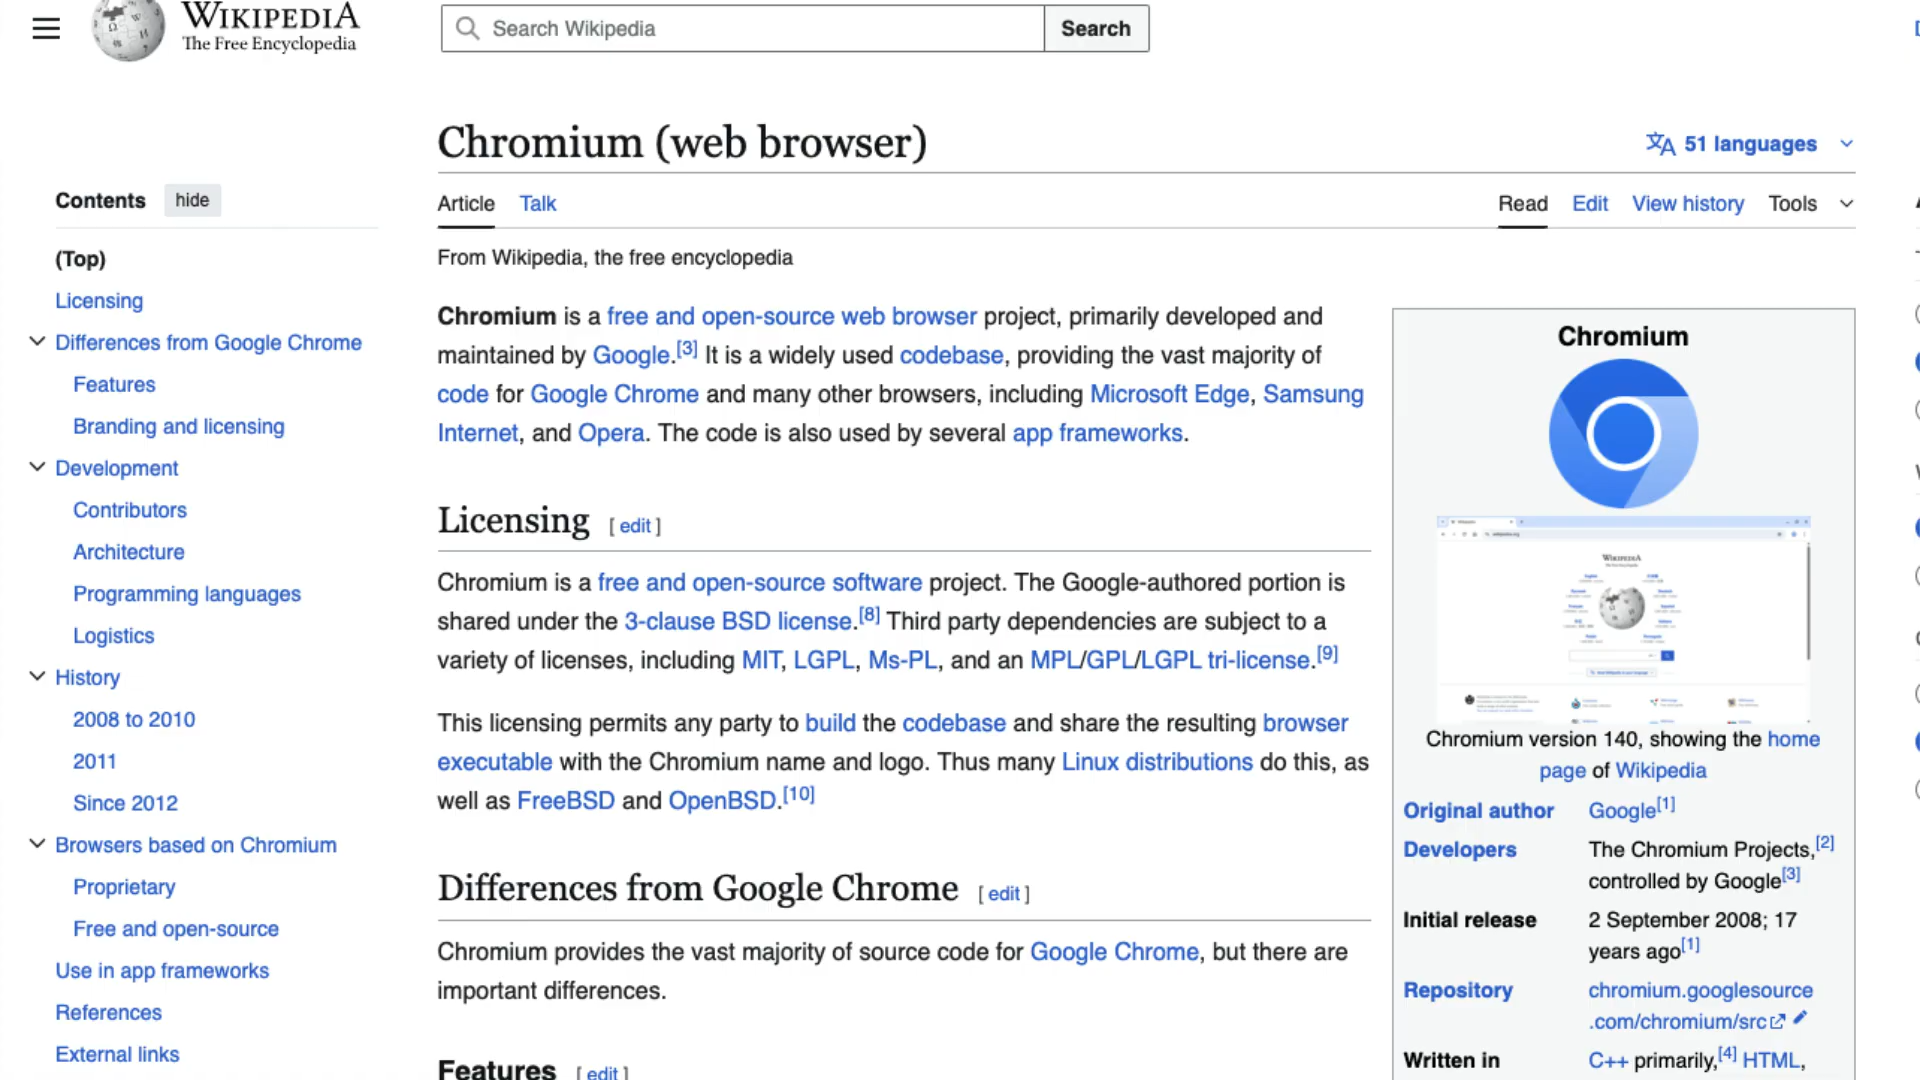 WIKIPEDIA
The Free Encyclopedia
Search Wikipedia
Search
Contents
hide
(Top)
Licensing
Differences from Google Chrome
Features
Branding and licensing
Development
Contributors
Architecture
Programming languages
Logistics
History
2008 to 2010
2011
Since 2012
Browsers based on Chromium
Proprietary
Free and open-source
Use in app frameworks
References
External links
Chromium (web browser)
51 languages
Article Talk
Read Edit View history Tools
From Wikipedia, the free encyclopedia
Chromium is a free and open-source web browser project, primarily developed and
maintained by Google.[3] It is a widely used codebase, providing the vast majority of
code for Google Chrome and many other browsers, including Microsoft Edge, Samsung
Internet, and Opera. The code is also used by several app frameworks.
Licensing [ edit ]
Chromium is a free and open-source software project. The Google-authored portion is
shared under the 3-clause BSD license.[8] Third party dependencies are subject to a
variety of licenses, including MIT, LGPL, Ms-PL, and an MPL/GPL/LGPL tri-license.[9]
This licensing permits any party to build the codebase and share the resulting browser
executable with the Chromium name and logo. Thus many Linux distributions do this, as
well as FreeBSD and OpenBSD.[10]
Differences from Google Chrome [ edit ]
Chromium provides the vast majority of source code for Google Chrome, but there are
important differences.
Features [ edit ]
Chromium
WIKIPEDIA
Chromium version 140, showing the home
page of Wikipedia
Original author Google[1]
Developers The Chromium Projects,[2]
controlled by Google[3]
Initial release 2 September 2008; 17
years ago[1]
Repository chromium.googlesource
.com/chromium/src
Written in C++ primarily,[4] HTML,